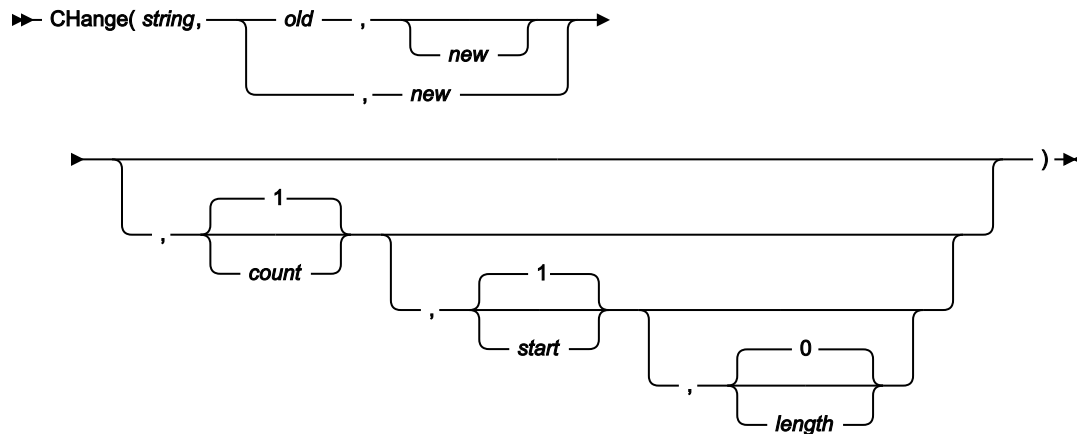 CHange( string, old , new
, new
1 )
, count
1
, start
0
, length